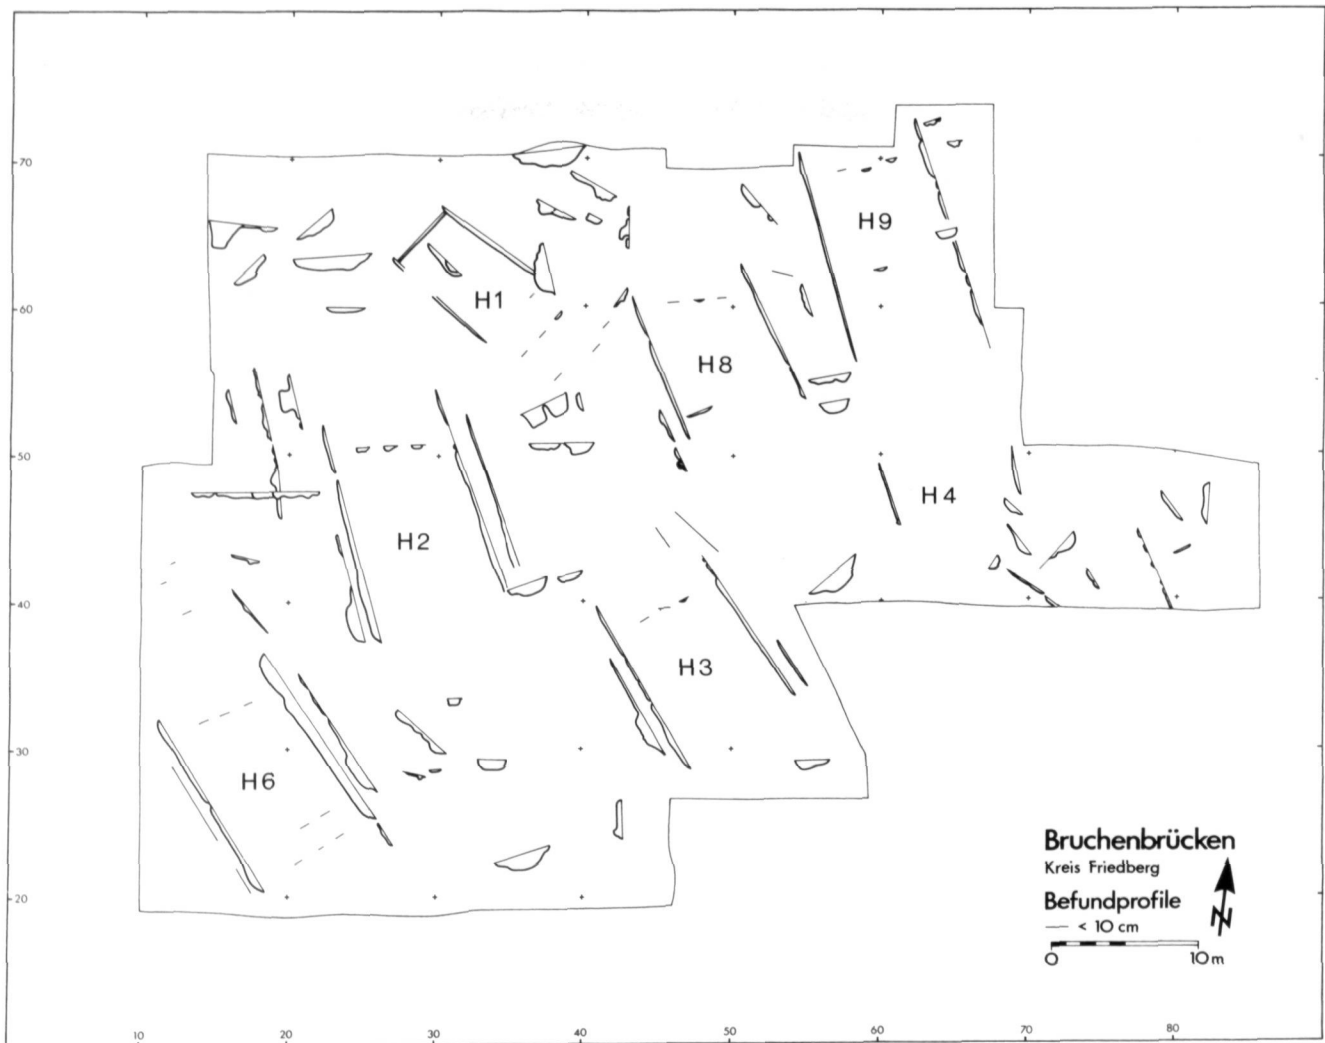 70
H9
60
H1
H8
50
H4
H2
40
H3
30
H6
20
Bruchenbrücken
Kreis Friedberg
Befundprofile
— < 10 cm
N
0 10 m
10 20 30 40 50 60 70 80